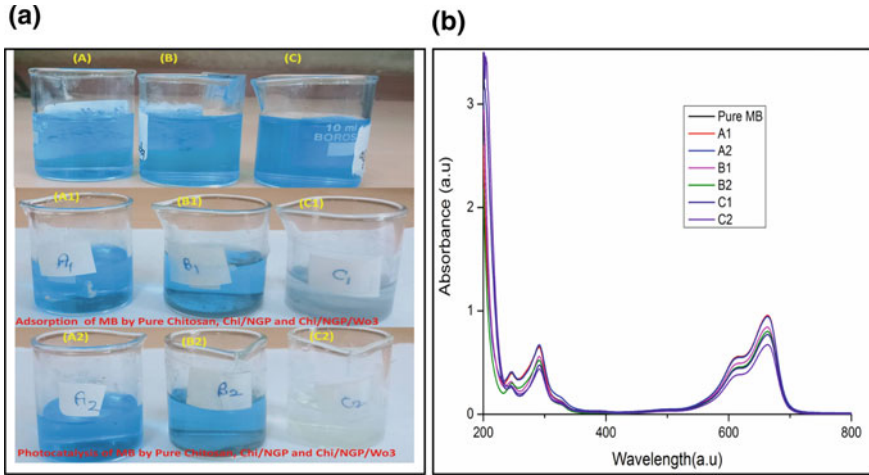 (a)
(A) (B) (C)
10 ml
BOROS
(A1) (B1) (C1)
A1 B1 C1
Adsorption of MB by Pure Chitosan, Chi/NGP and Chi/NGP/Wo3
(A2) (B2) (C2)
A2 B2 C2
Photocatalysis of MB by Pure Chitosan, Chi/NGP and Chi/NGP/Wo3
(b)
Absorbance (a.u)
3
2
1
0
Pure MB
A1
A2
B1
B2
C1
C2
200 400 600 800
Wavelength(a.u)